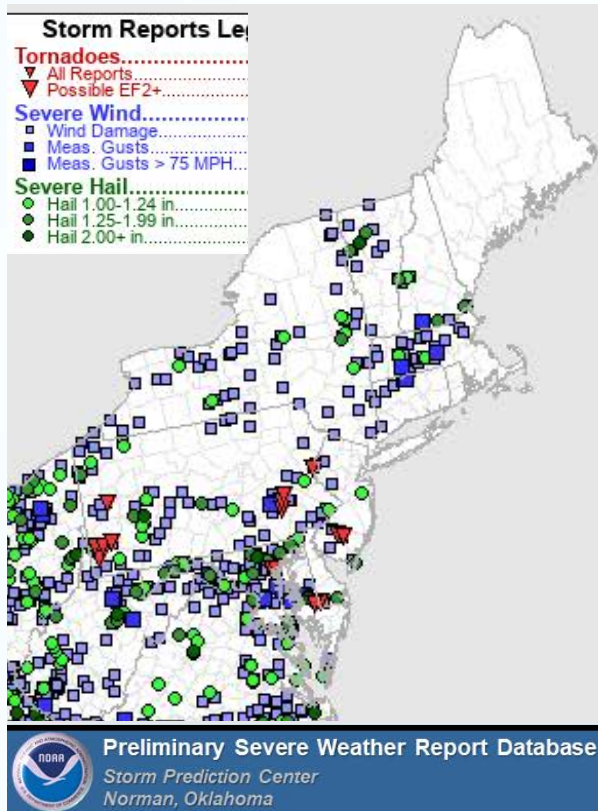 Storm Reports Le
Tornadoes......................
All Reports......................
Possible EF2+.................
Severe Wind...................
Wind Damage..................
Meas. Gusts....................
Meas. Gusts > 75 MPH...
Severe Hail.....................
Hail 1.00-1.24 in...............
Hail 1.25-1.99 in...............
Hail 2.00+ in....................
NOAA
Preliminary Severe Weather Report Database
Storm Prediction Center
Norman, Oklahoma